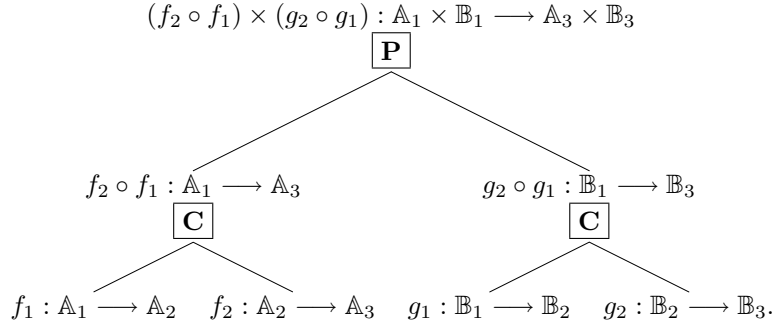 (f₂ ∘ f₁) × (g₂ ∘ g₁) : 𝔸₁ × 𝔹₁ ⟶ 𝔸₃ × 𝔹₃
P
f₂ ∘ f₁ : 𝔸₁ ⟶ 𝔸₃ g₂ ∘ g₁ : 𝔹₁ ⟶ 𝔹₃
C C
f₁ : 𝔸₁ ⟶ 𝔸₂ f₂ : 𝔸₂ ⟶ 𝔸₃ g₁ : 𝔹₁ ⟶ 𝔹₂ g₂ : 𝔹₂ ⟶ 𝔹₃.